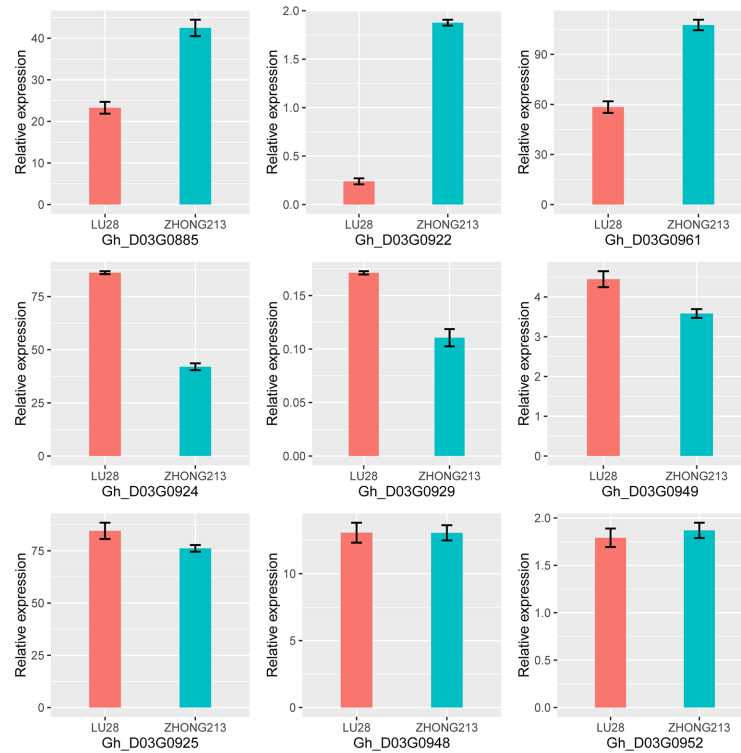 Relative expression
40
30
20
10
0
LU28 ZHONG213
Gh_D03G0885
Relative expression
2.0
1.5
1.0
0.5
0.0
LU28 ZHONG213
Gh_D03G0922
Relative expression
90
60
30
0
LU28 ZHONG213
Gh_D03G0961
Relative expression
75
50
25
0
LU28 ZHONG213
Gh_D03G0924
Relative expression
0.15
0.10
0.05
0.00
LU28 ZHONG213
Gh_D03G0929
Relative expression
4
3
2
1
0
LU28 ZHONG213
Gh_D03G0949
Relative expression
75
50
25
0
LU28 ZHONG213
Gh_D03G0925
Relative expression
10
5
0
LU28 ZHONG213
Gh_D03G0948
Relative expression
2.0
1.5
1.0
0.5
0.0
LU28 ZHONG213
Gh_D03G0952